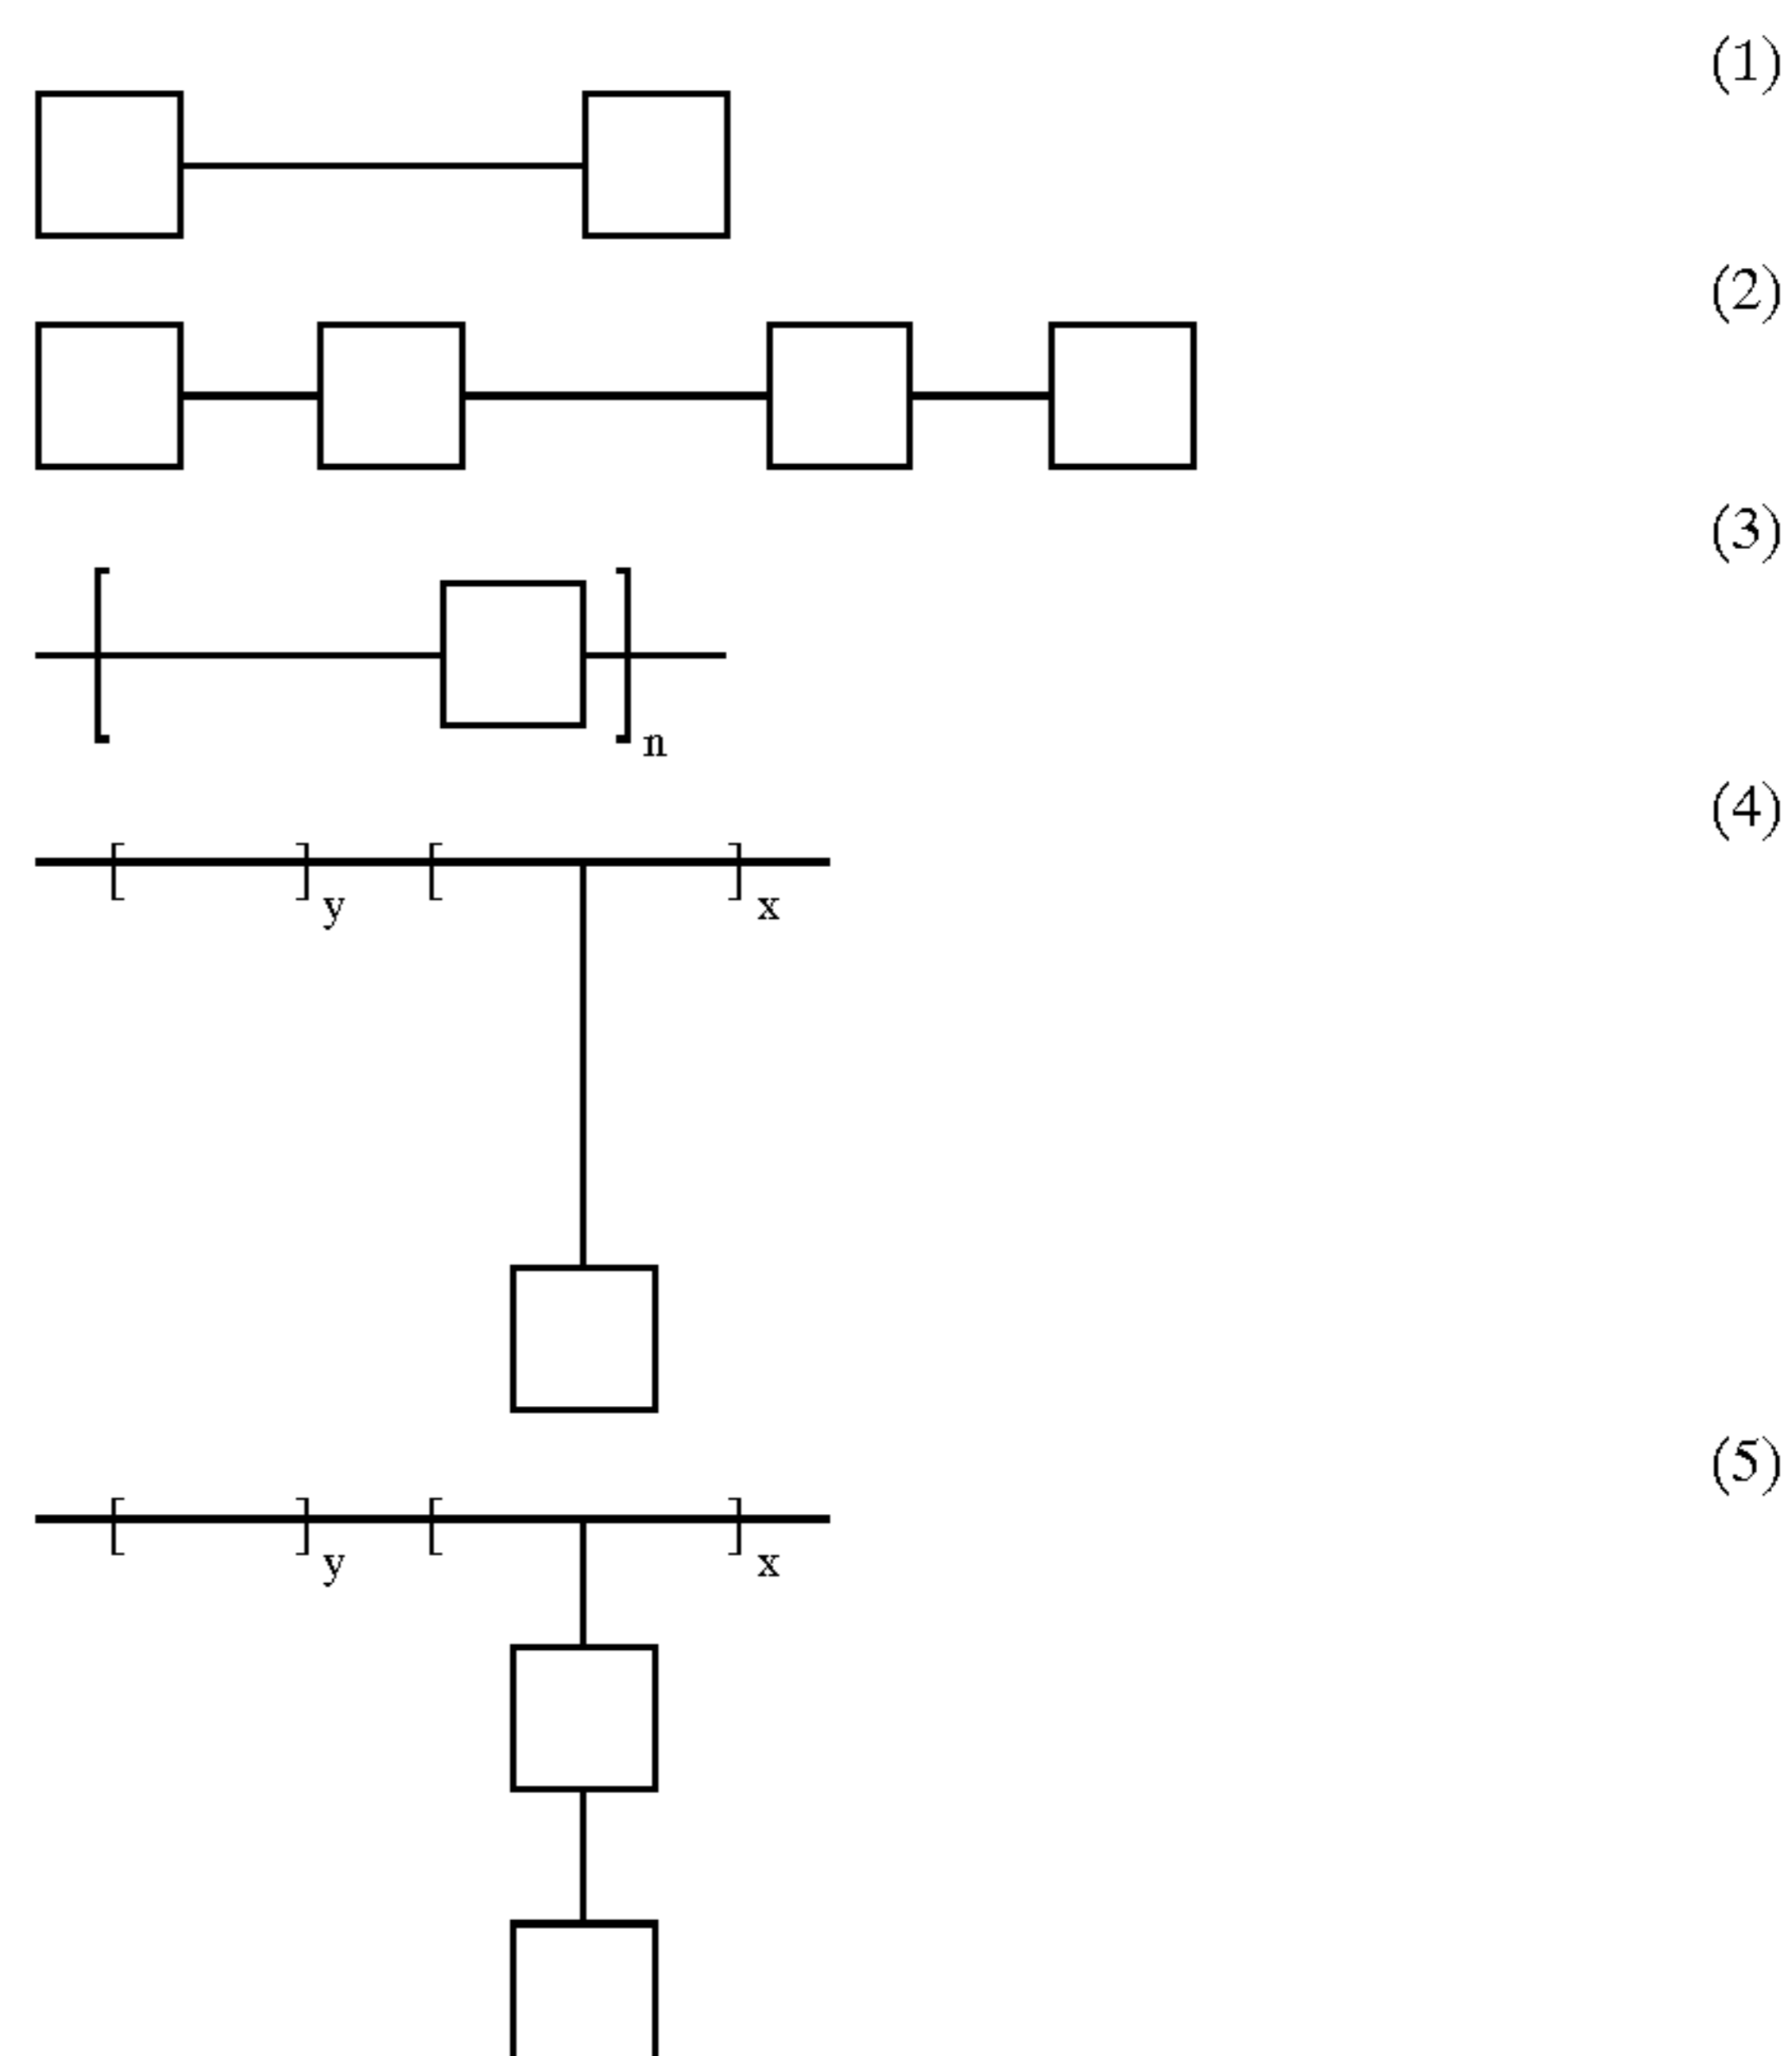 (1)
(2)
(3)
[ ]n
(4)
[ ]y [ ]x
(5)
[ ]y [ ]x